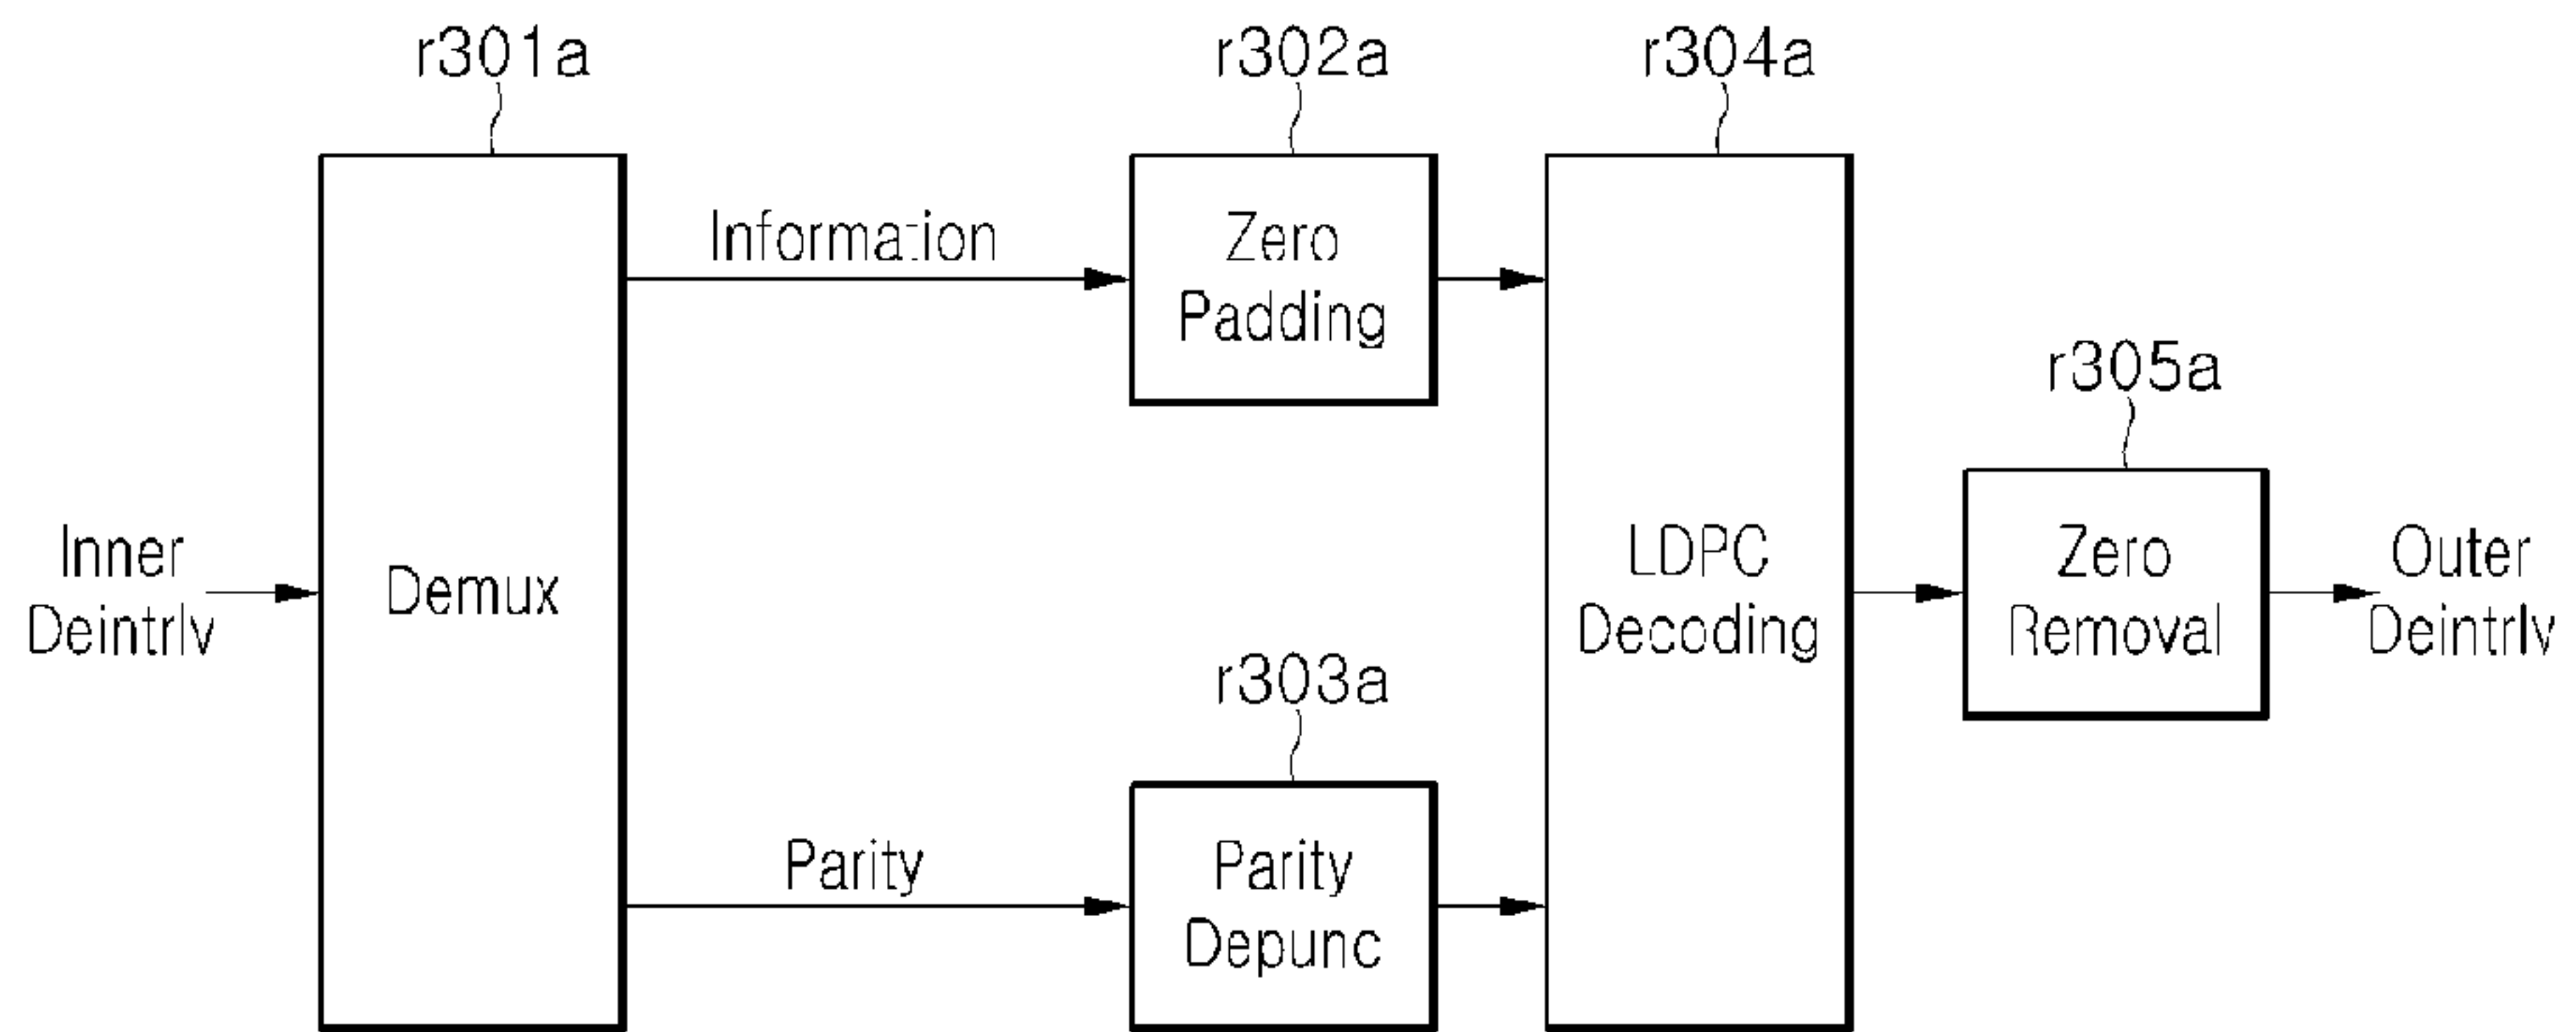 r301a
r302a
r304a
Information
Zero
Padding
r305a
Inner
Deintrlv
Demux
LDPC
Decoding
Zero
Removal
Outer
Deintrlv
r303a
Parity
Parity
Depunc